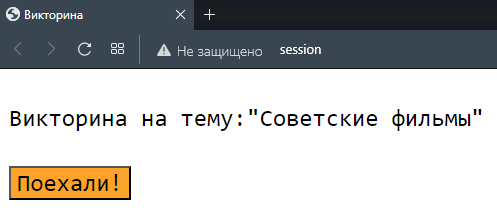 Викторина
Не защищено session
Викторина на тему:"Советские фильмы"
Поехали!